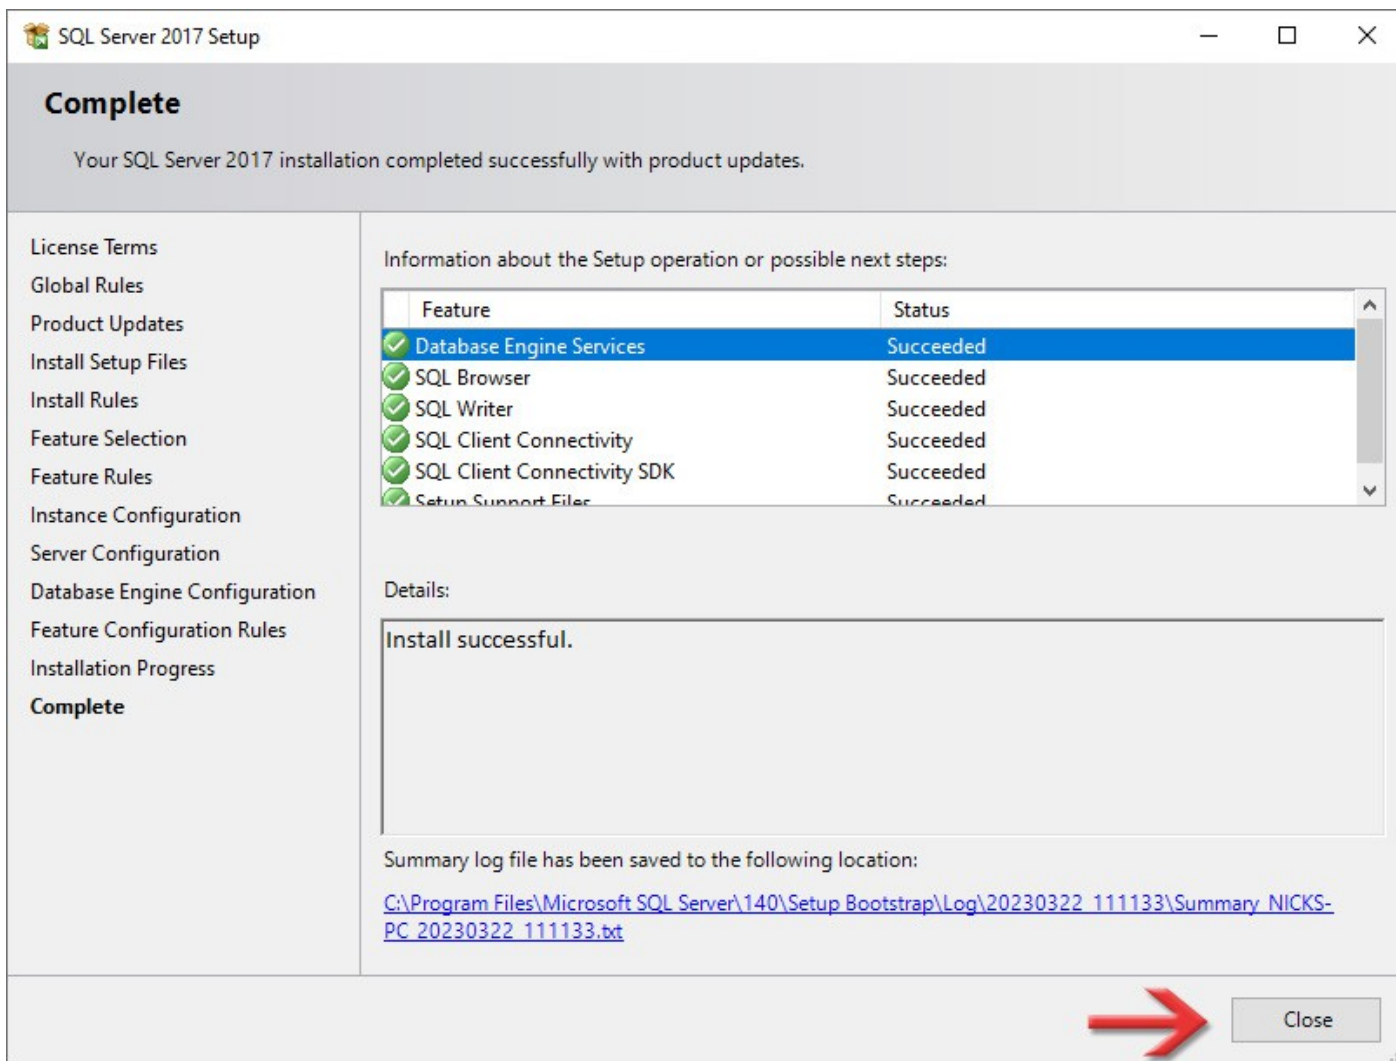 SQL Server 2017 Setup
Complete
Your SQL Server 2017 installation completed successfully with product updates.
License Terms
Global Rules
Product Updates
Install Setup Files
Install Rules
Feature Selection
Feature Rules
Instance Configuration
Server Configuration
Database Engine Configuration
Feature Configuration Rules
Installation Progress
Complete
Information about the Setup operation or possible next steps:
Feature Status
Database Engine Services Succeeded
SQL Browser Succeeded
SQL Writer Succeeded
SQL Client Connectivity Succeeded
SQL Client Connectivity SDK Succeeded
Setup Support Files Succeeded
Details:
Install successful.
Summary log file has been saved to the following location:
C:\Program Files\Microsoft SQL Server\140\Setup Bootstrap\Log\20230322_111133\Summary_NICKS-
PC_20230322_111133.txt
Close